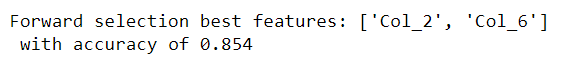 Forward selection best features: ['Col_2', 'Col_6']
 with accuracy of 0.854